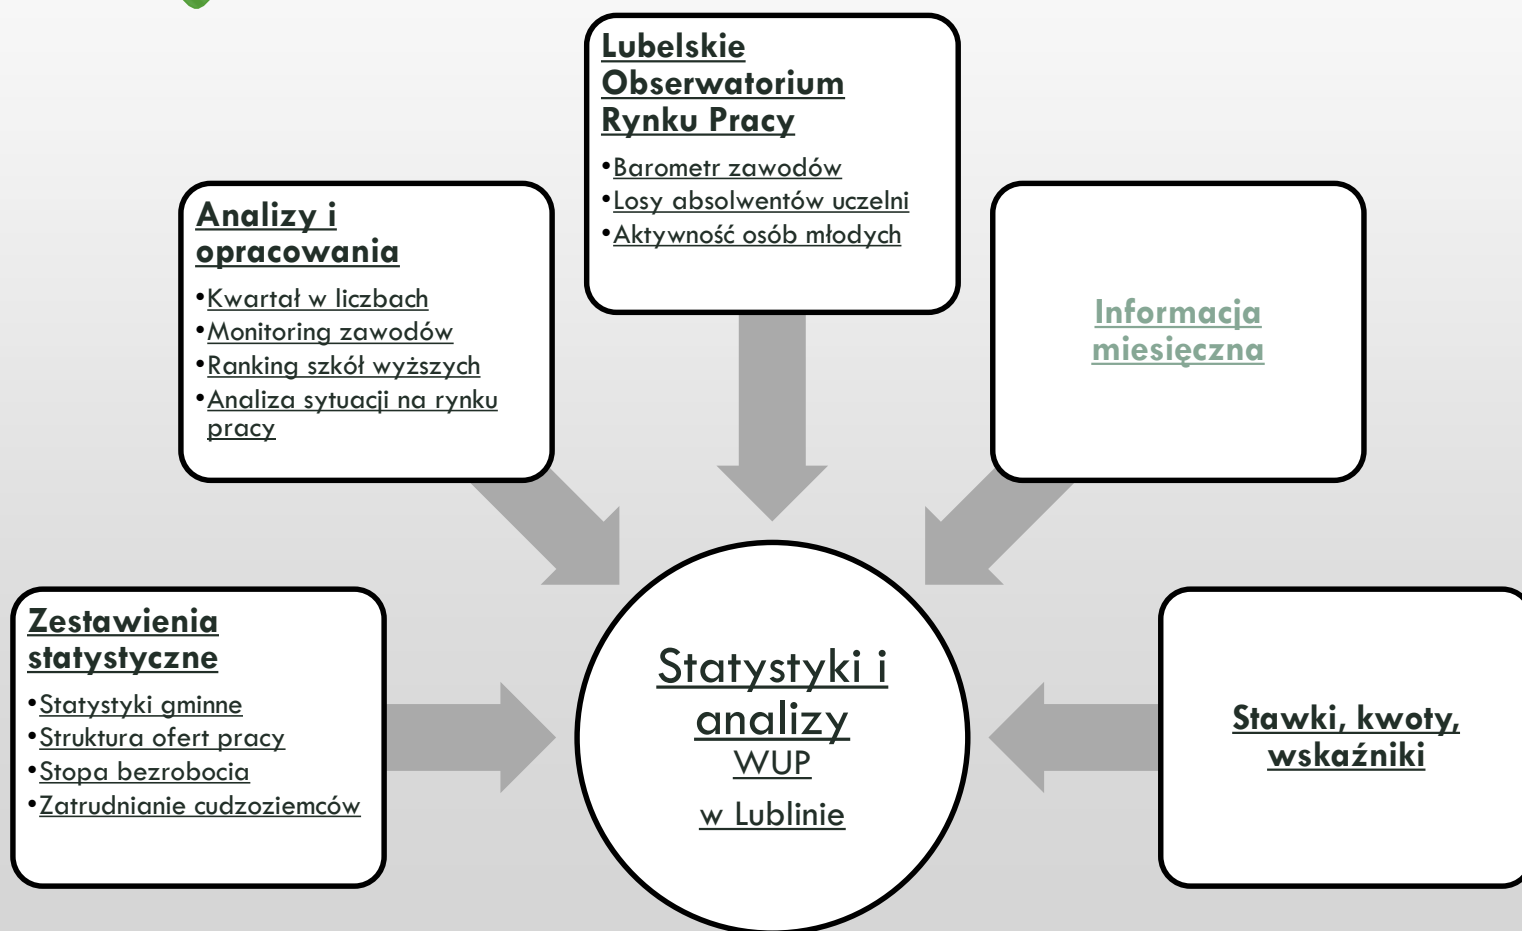 Lubelskie
Obserwatorium
Rynku Pracy
•Barometr zawodów
•Losy absolwentów uczelni
•Aktywność osób młodych
Analizy i
opracowania
•Kwartał w liczbach
•Monitoring zawodów
•Ranking szkół wyższych
•Analiza sytuacji na rynku
pracy
Informacja
miesięczna
Zestawienia
statystyczne
•Statystyki gminne
•Struktura ofert pracy
•Stopa bezrobocia
•Zatrudnianie cudzoziemców
Statystyki i
analizy
WUP
w Lublinie
Stawki, kwoty,
wskaźniki